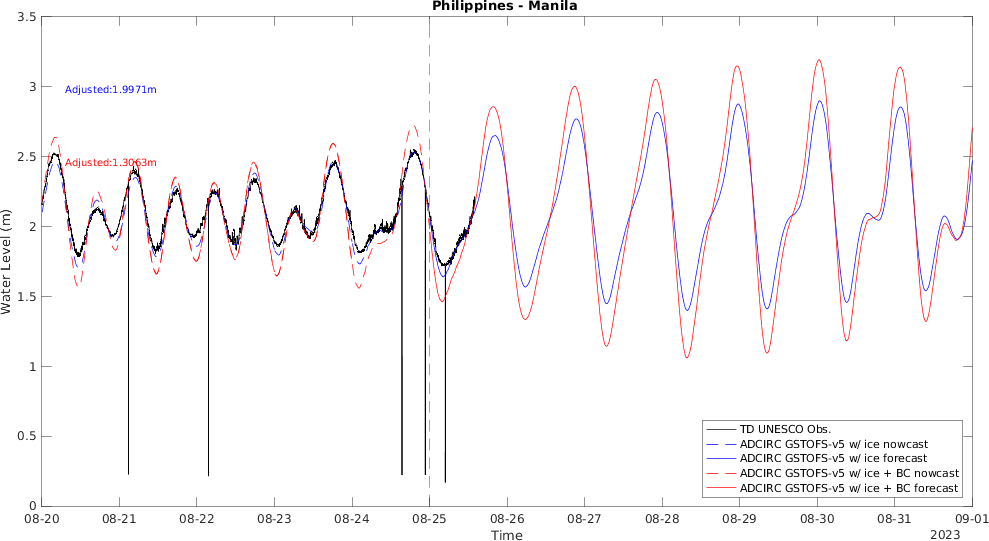 Philippines - Manila
3.5
3
2.5
2
1.5
1
0.5
0
Water Level (m)
Adjusted:1.9971m
Adjusted:1.3063m
TD UNESCO Obs.
ADCIRC GSTOFS-v5 w/ ice nowcast
ADCIRC GSTOFS-v5 w/ ice forecast
ADCIRC GSTOFS-v5 w/ ice + BC nowcast
ADCIRC GSTOFS-v5 w/ ice + BC forecast
08-20 08-21 08-22 08-23 08-24 08-25 08-26 08-27 08-28 08-29 08-30 08-31 09-01
Time
2023